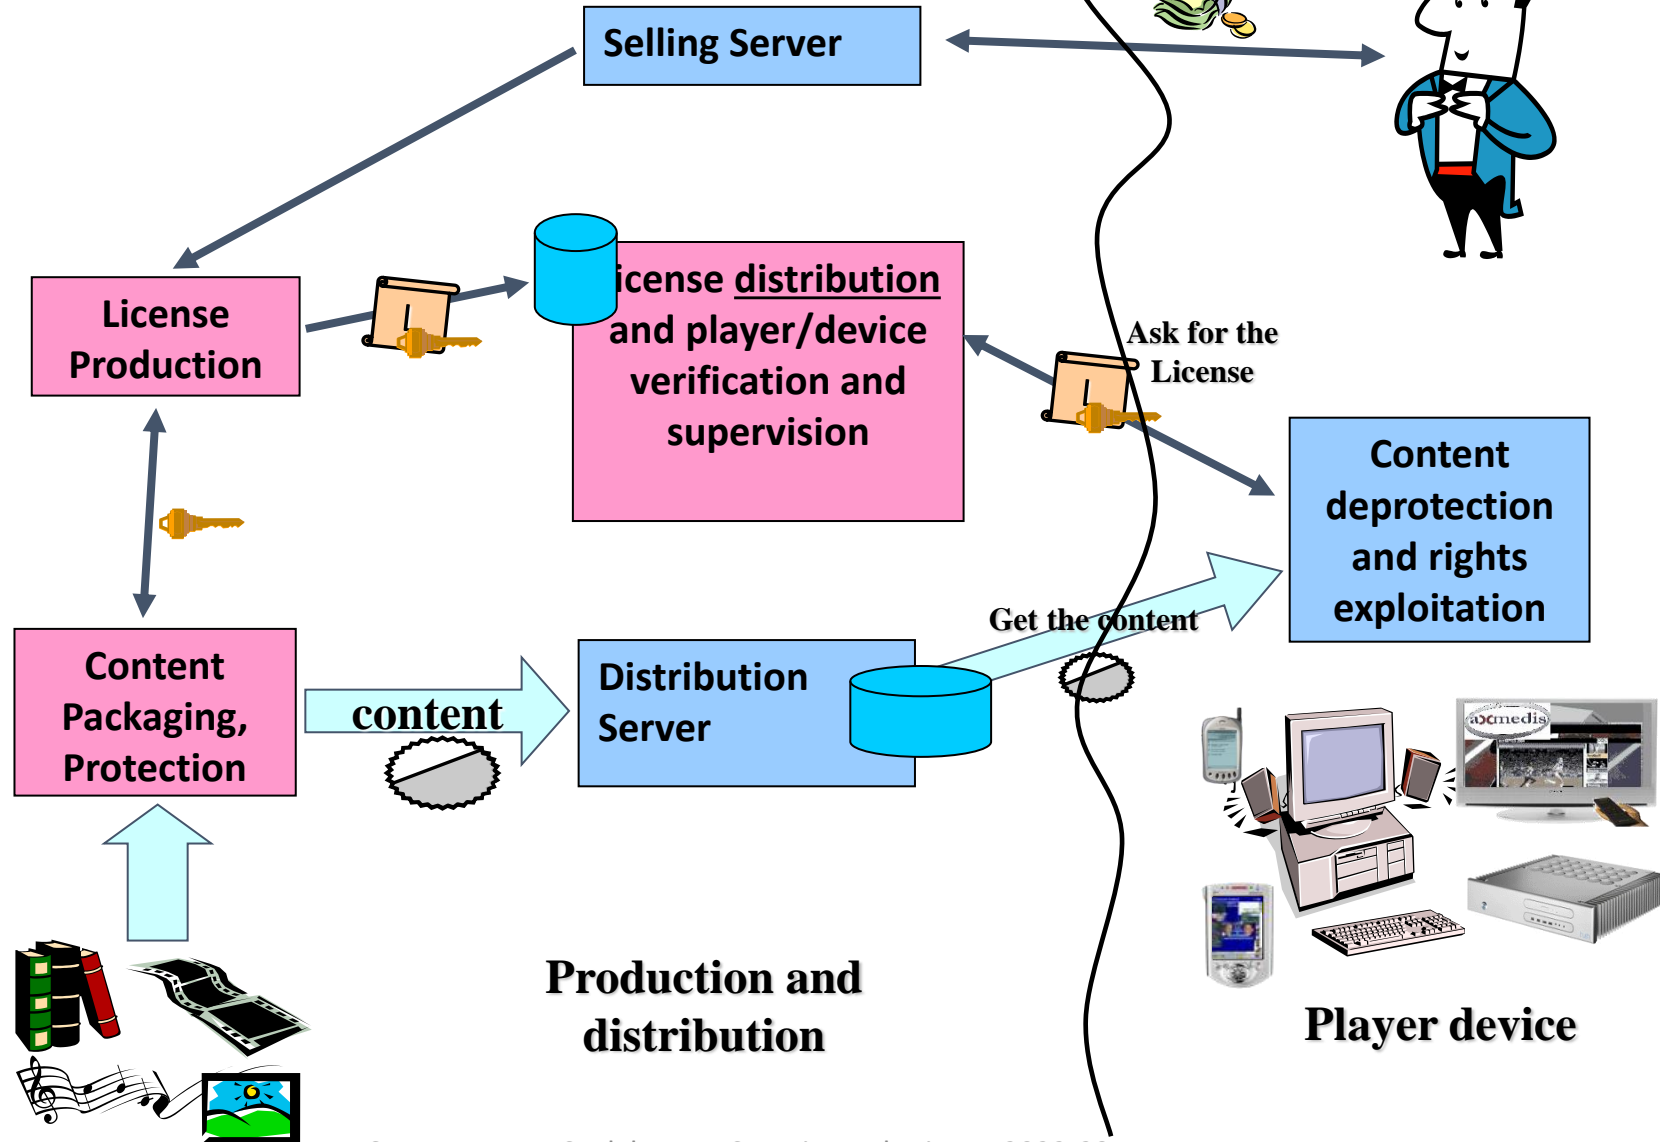 Selling Server
License
Production
L
icense distribution
and player/device
verification and
supervision
Ask for the
License
L
Content
deprotection
and rights
exploitation
Get the content
Content
Packaging,
Protection
content
Distribution
Server
axmedis
Production and
distribution
Player device